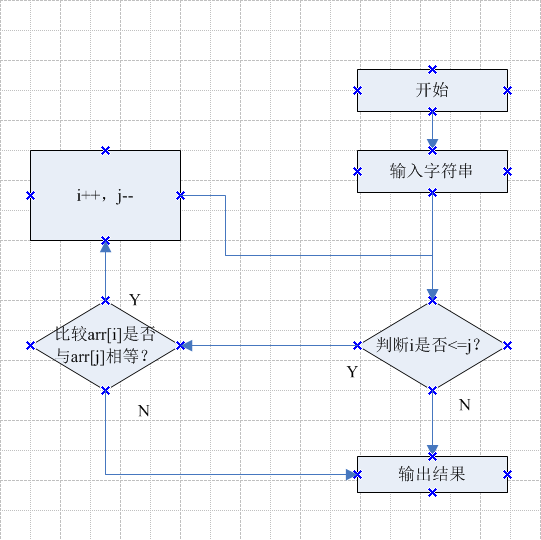 开始
输入字符串
i++，j--
Y
比较arr[i]是否
与arr[j]相等？
判断i是否<=j？
Y
N
N
输出结果